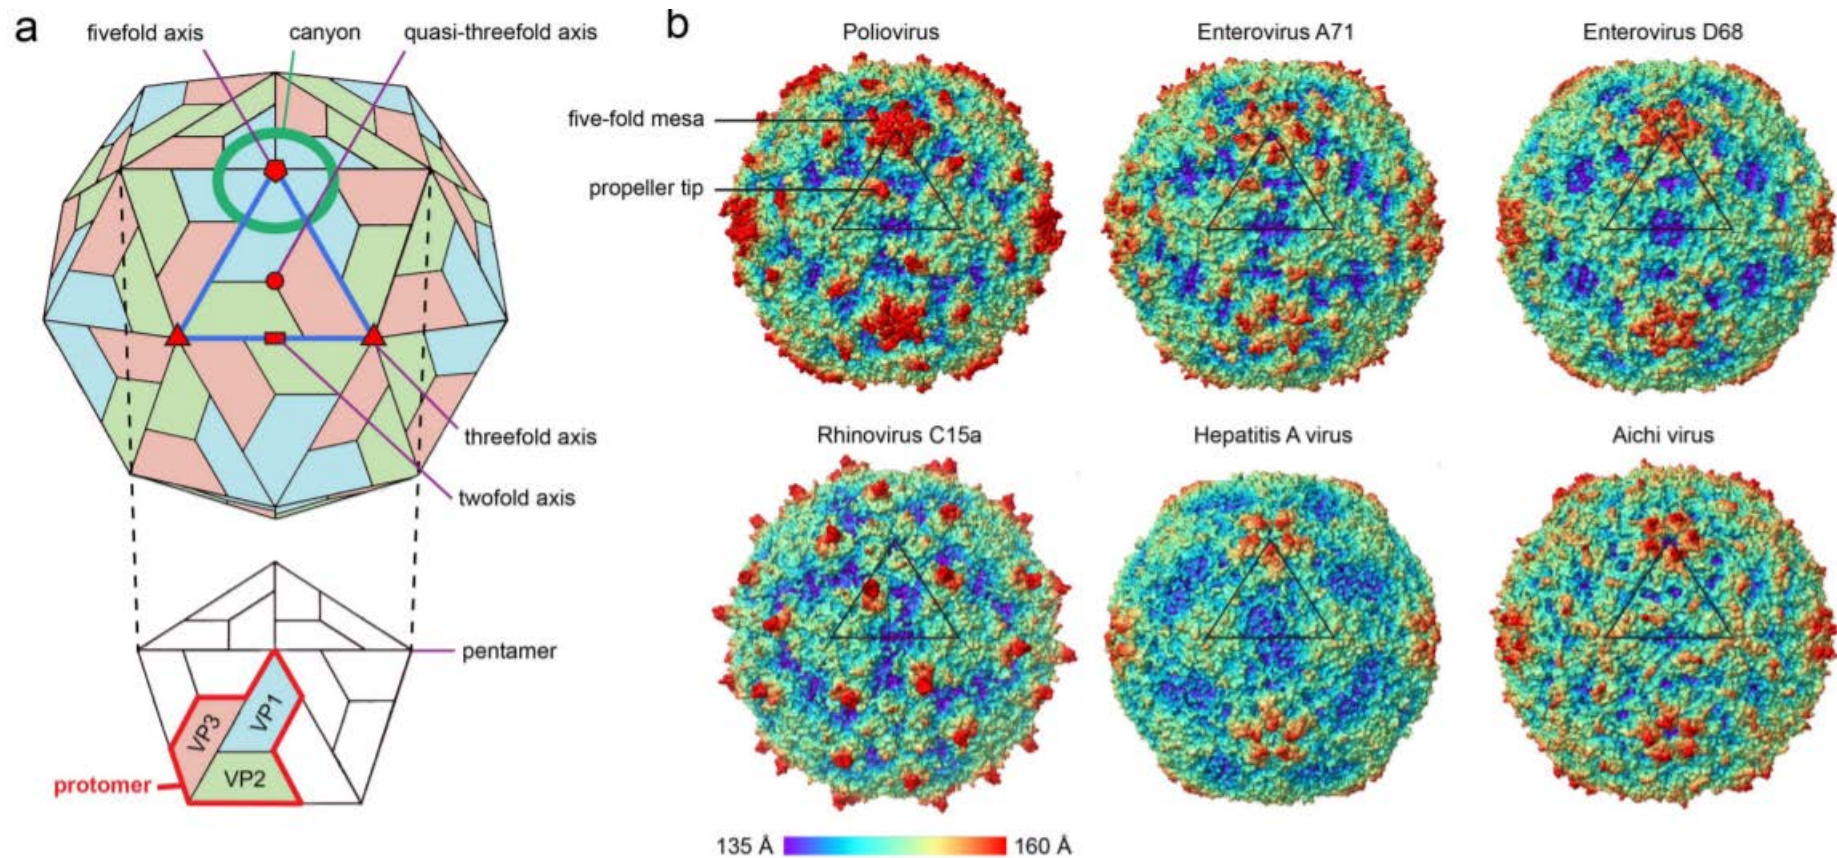 a
fivefold axis
canyon
quasi-threefold axis
threefold axis
twofold axis
pentamer
VP3
VP1
VP2
protomer
b
Poliovirus
Enterovirus A71
Enterovirus D68
five-fold mesa
propeller tip
Rhinovirus C15a
Hepatitis A virus
Aichi virus
135 Å
160 Å